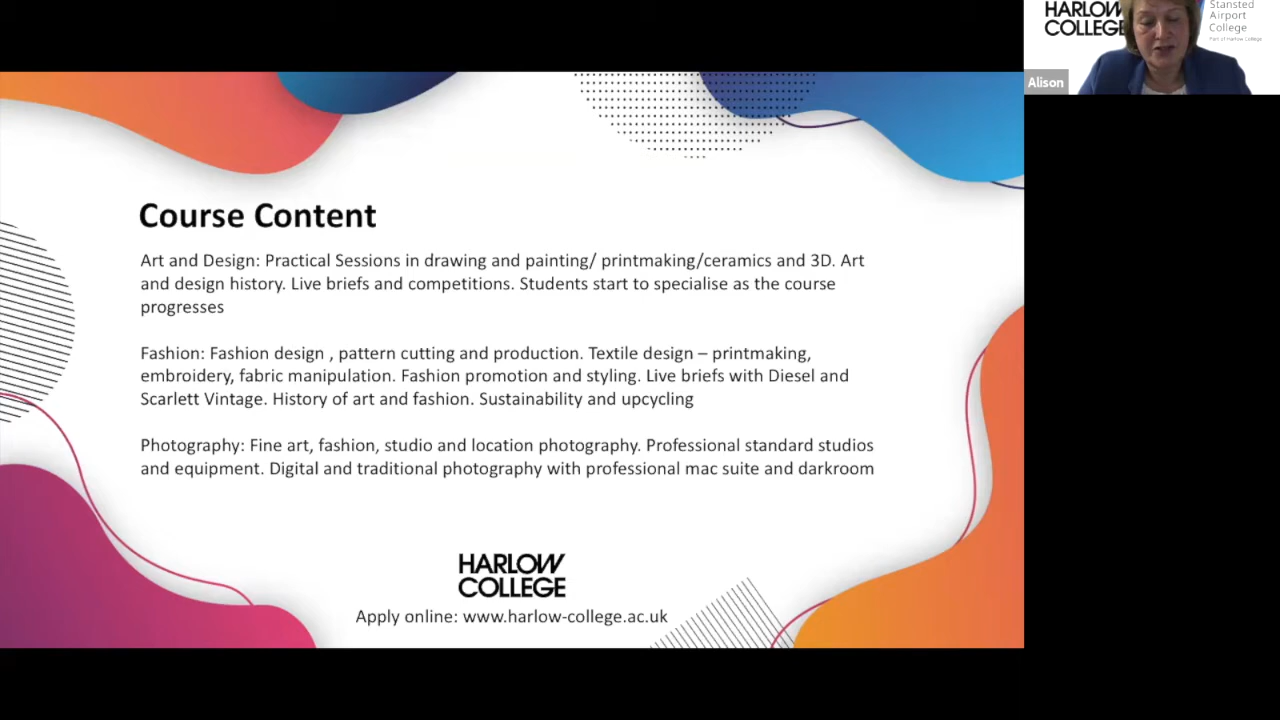 HARLOW
COLLEGE
Stansted
Airport
College
Part of Harlow College
Alison
Course Content
Art and Design: Practical Sessions in drawing and painting/ printmaking/ceramics and 3D. Art
and design history. Live briefs and competitions. Students start to specialise as the course
progresses
Fashion: Fashion design , pattern cutting and production. Textile design – printmaking,
embroidery, fabric manipulation. Fashion promotion and styling. Live briefs with Diesel and
Scarlett Vintage. History of art and fashion. Sustainability and upcycling
Photography: Fine art, fashion, studio and location photography. Professional standard studios
and equipment. Digital and traditional photography with professional mac suite and darkroom
HARLOW
COLLEGE
Apply online: www.harlow-college.ac.uk